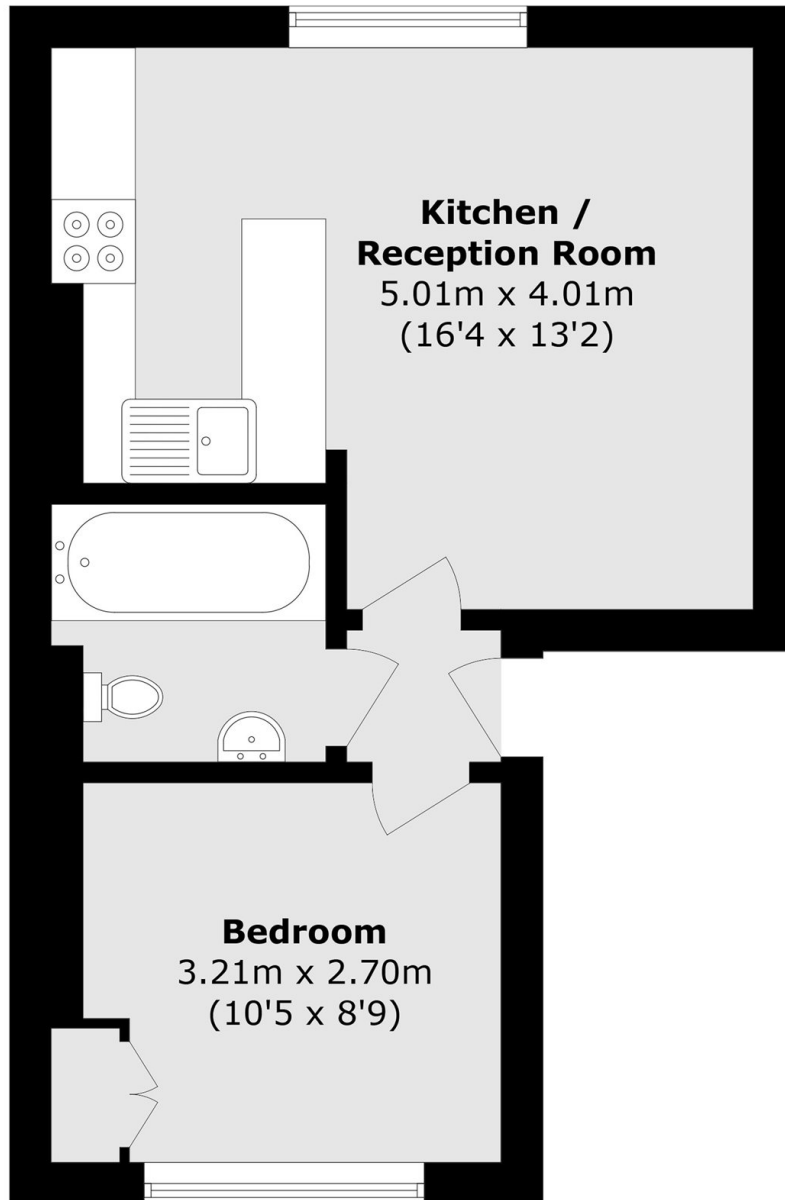 Kitchen /
Reception Room
5.01m x 4.01m
(16'4 x 13'2)
Bedroom
3.21m x 2.70m
(10'5 x 8'9)